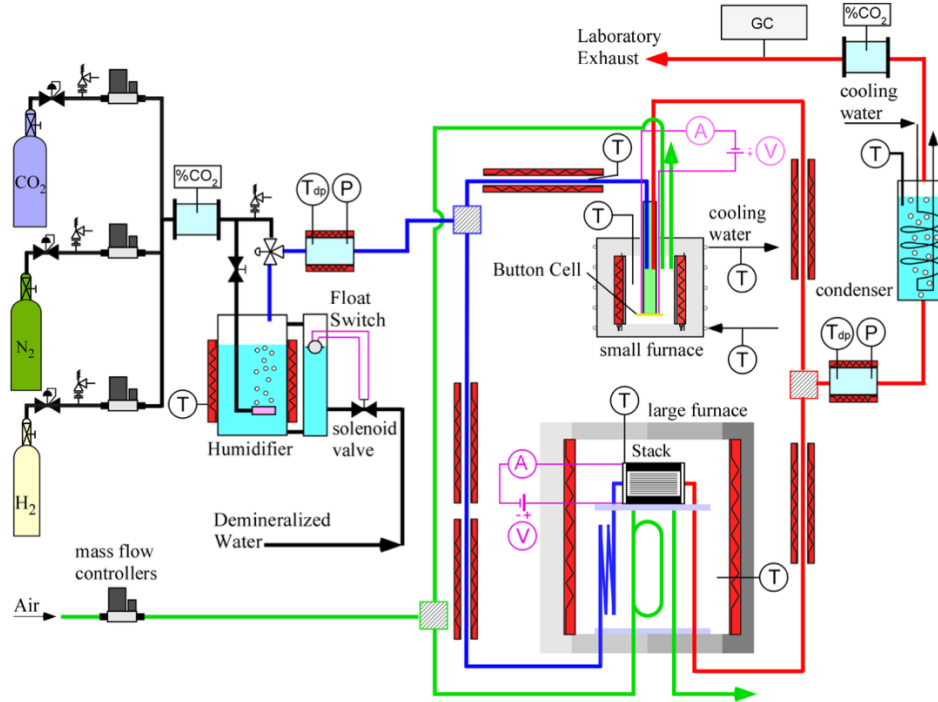 %CO2
GC
Laboratory
Exhaust
%CO2
cooling
water
CO2
%CO2
Tdp
P
T
A
V
T
T
cooling
water
T
Button Cell
condenser
N2
Float
Switch
small furnace
T
Tdp
P
T
Humidifier
solenoid
valve
T
large furnace
H2
A
Stack
V
Demineralized
Water
mass flow
controllers
T
Air